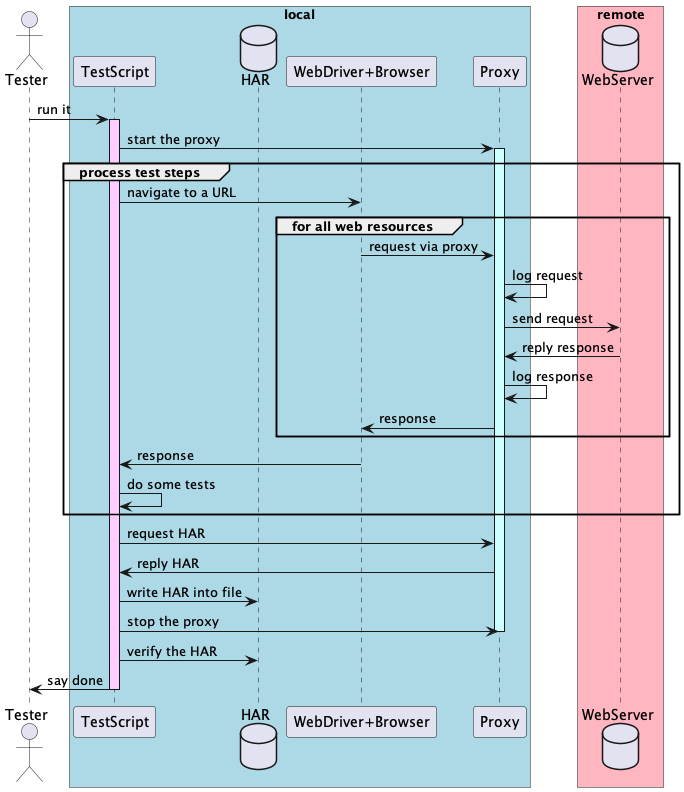 local
remote
Tester
TestScript
HAR
WebDriver+Browser
Proxy
WebServer
run it
start the proxy
process test steps
navigate to a URL
for all web resources
request via proxy
log request
send request
reply response
log response
response
response
do some tests
request HAR
reply HAR
write HAR into file
stop the proxy
verify the HAR
say done
Tester
TestScript
HAR
WebDriver+Browser
Proxy
WebServer